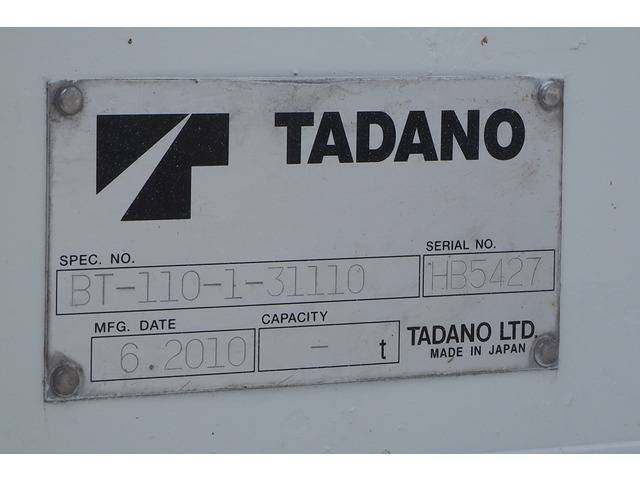 TADANO
SPEC. NO.
BT-110-1-31110
SERIAL NO.
HB5427
MFG. DATE
6.2010
CAPACITY
- t
TADANO LTD.
MADE IN JAPAN